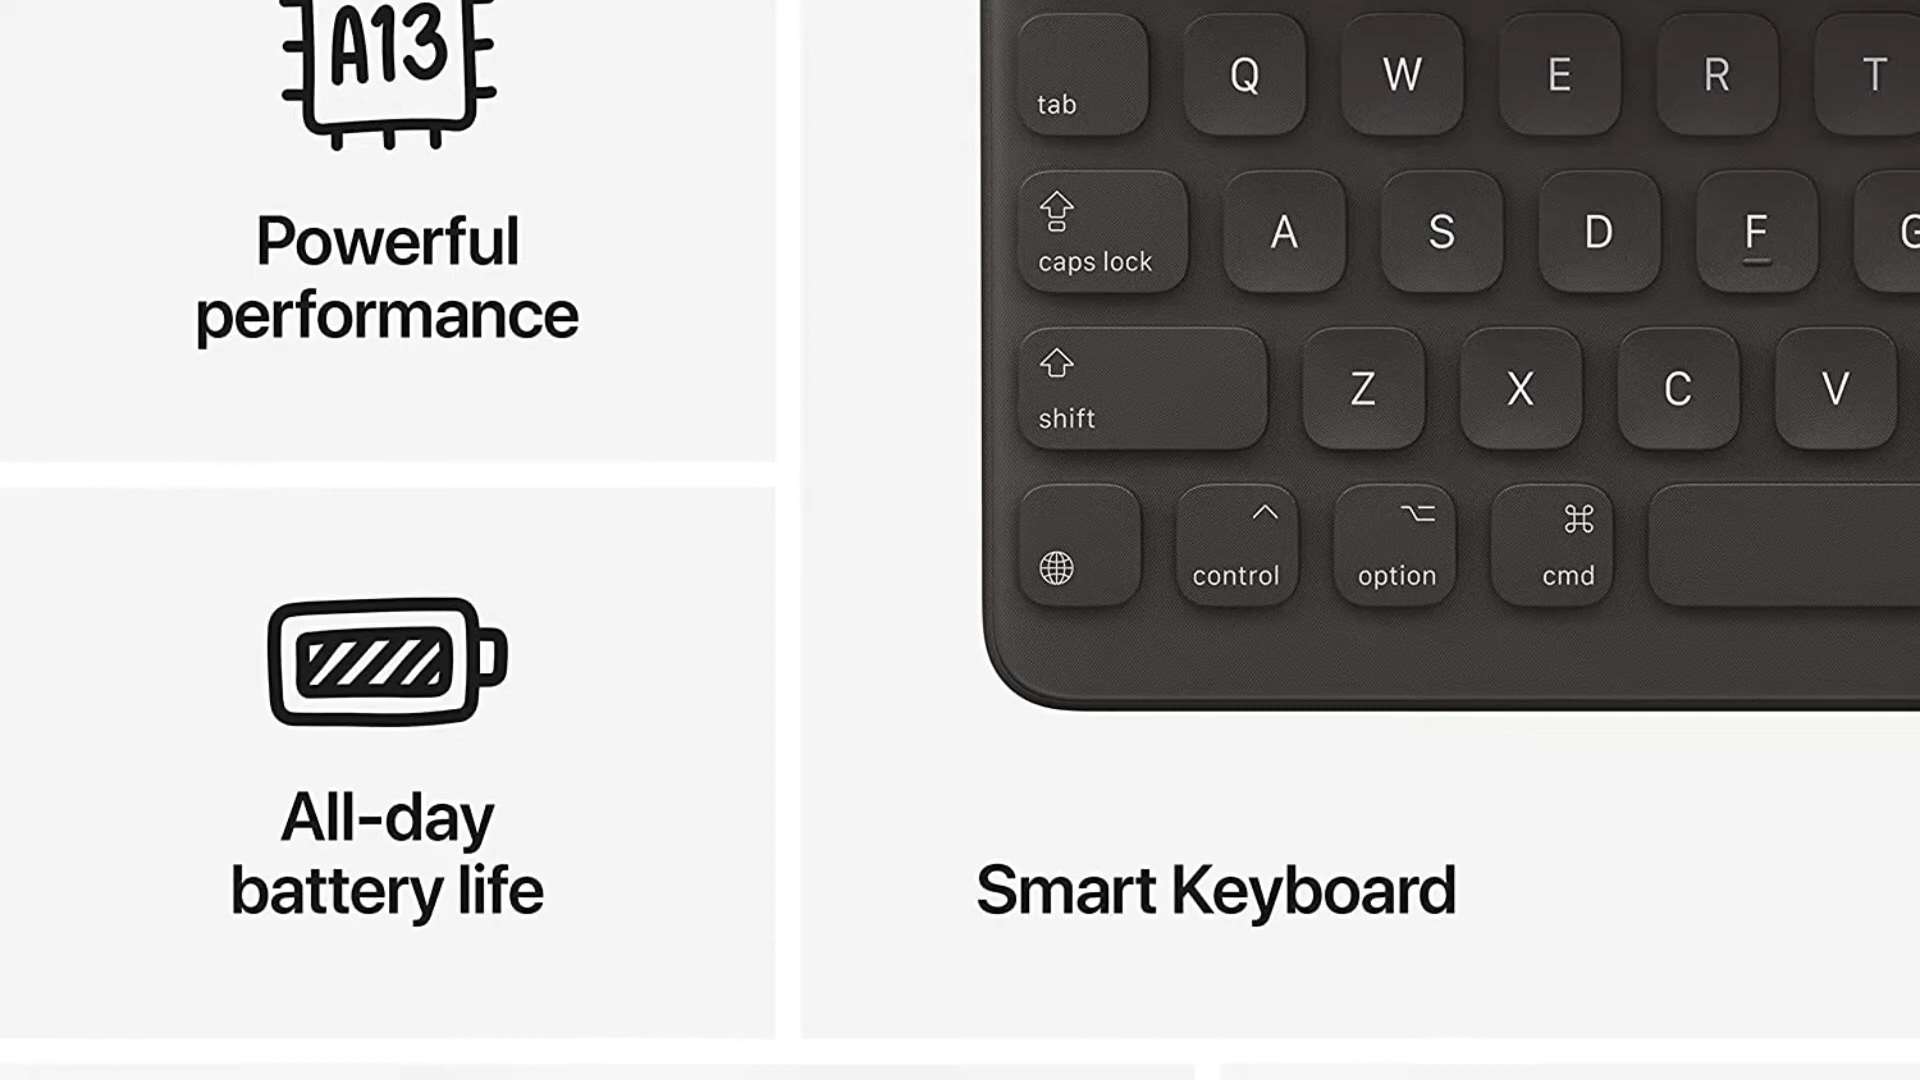 A13
Powerful
performance
All-day
battery life
tab
Q W E R T
caps lock
A S D F G
shift
Z X C V
control option cmd
Smart Keyboard